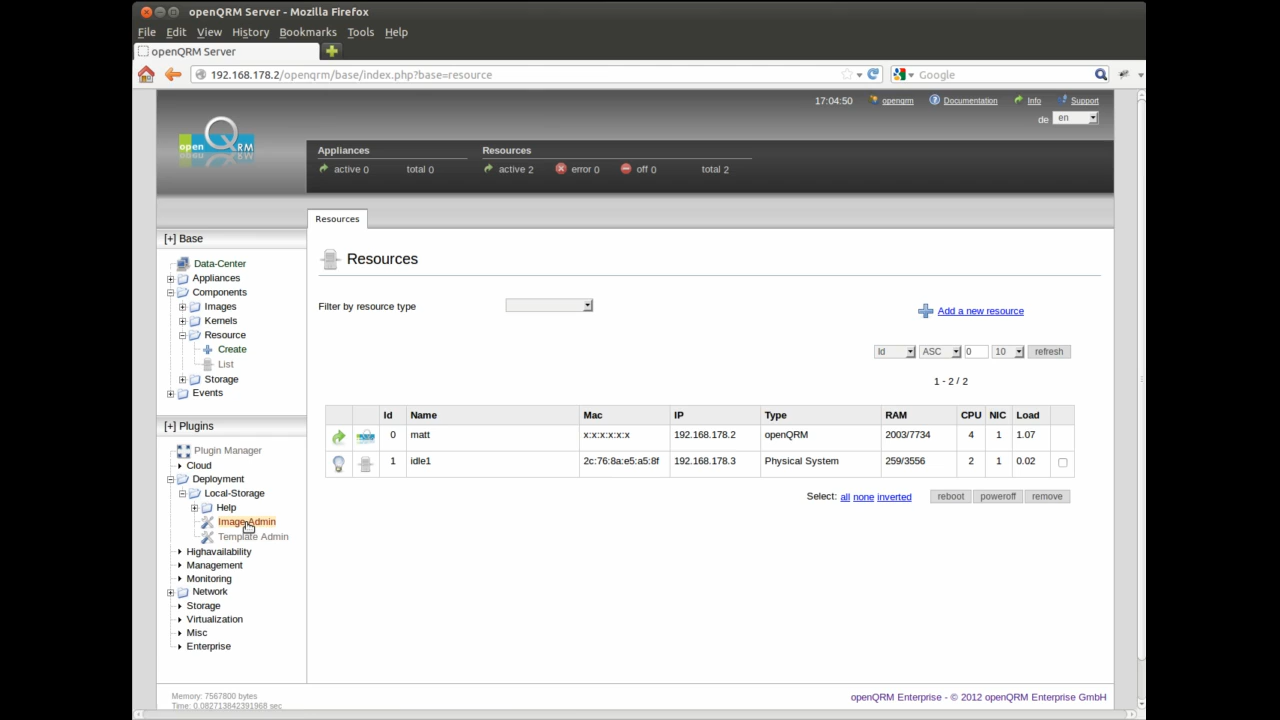 openQRM Server - Mozilla Firefox
File Edit View History Bookmarks Tools Help
openQRM Server
192.168.178.2/openqrm/base/index.php?base=resource
Google
17:04:50 openqrm Documentation Info Support
de en
open QRM
Appliances Resources
active 0 total 0 active 2 error 0 off 0 total 2
Resources
[+] Base
Data-Center
Appliances
Components
Images
Kernels
Resource
Create
List
Storage
Events
[+] Plugins
Plugin Manager
Cloud
Deployment
Local-Storage
Help
Image Admin
Template Admin
Highavailability
Management
Monitoring
Network
Storage
Virtualization
Misc
Enterprise
Memory: 7567800 bytes
Time: 0.082713842391968 sec
Resources
Filter by resource type
Add a new resource
Id ASC 0 10 refresh
1 - 2 / 2
Id Name Mac IP Type RAM CPU NIC Load
0 matt x:x:x:x:x:x 192.168.178.2 openQRM 2003/7734 4 1 1.07
1 idle1 2c:76:8a:e5:a5:8f 192.168.178.3 Physical System 259/3556 2 1 0.02
Select: all none inverted reboot poweroff remove
openQRM Enterprise - © 2012 openQRM Enterprise GmbH